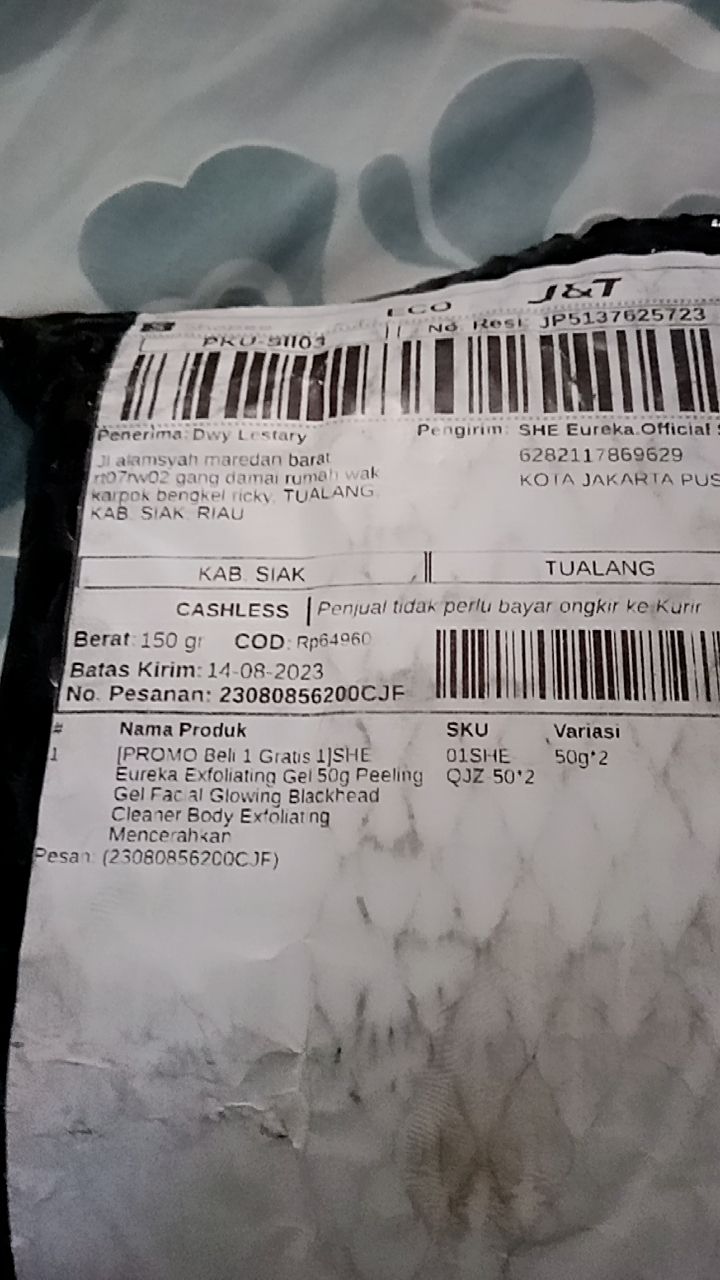 ECO J&T
PKU-SII03 No. Resi: JP5137625723
Penerima: Dwy Lestary
Pengirim: SHE Eureka.Official
Jl alamsyah maredan barat
rt07rw02 gang damai rumah wak
karpok bengkel ricky, TUALANG,
KAB. SIAK, RIAU
6282117869629
KOTA JAKARTA PUS
KAB. SIAK TUALANG
CASHLESS Penjual tidak perlu bayar ongkir ke Kurir
Berat: 150 gr COD: Rp64960
Batas Kirim: 14-08-2023
No. Pesanan: 23080856200CJF
# Nama Produk SKU Variasi
1 [PROMO Beli 1 Gratis 1]SHE 01SHE 50g*2
Eureka Exfoliating Gel 50g Peeling QJZ 50*2
Gel Facial Glowing Blackhead
Cleaner Body Exfoliating
Mencerahkan
Pesan: (23080856200CJF)